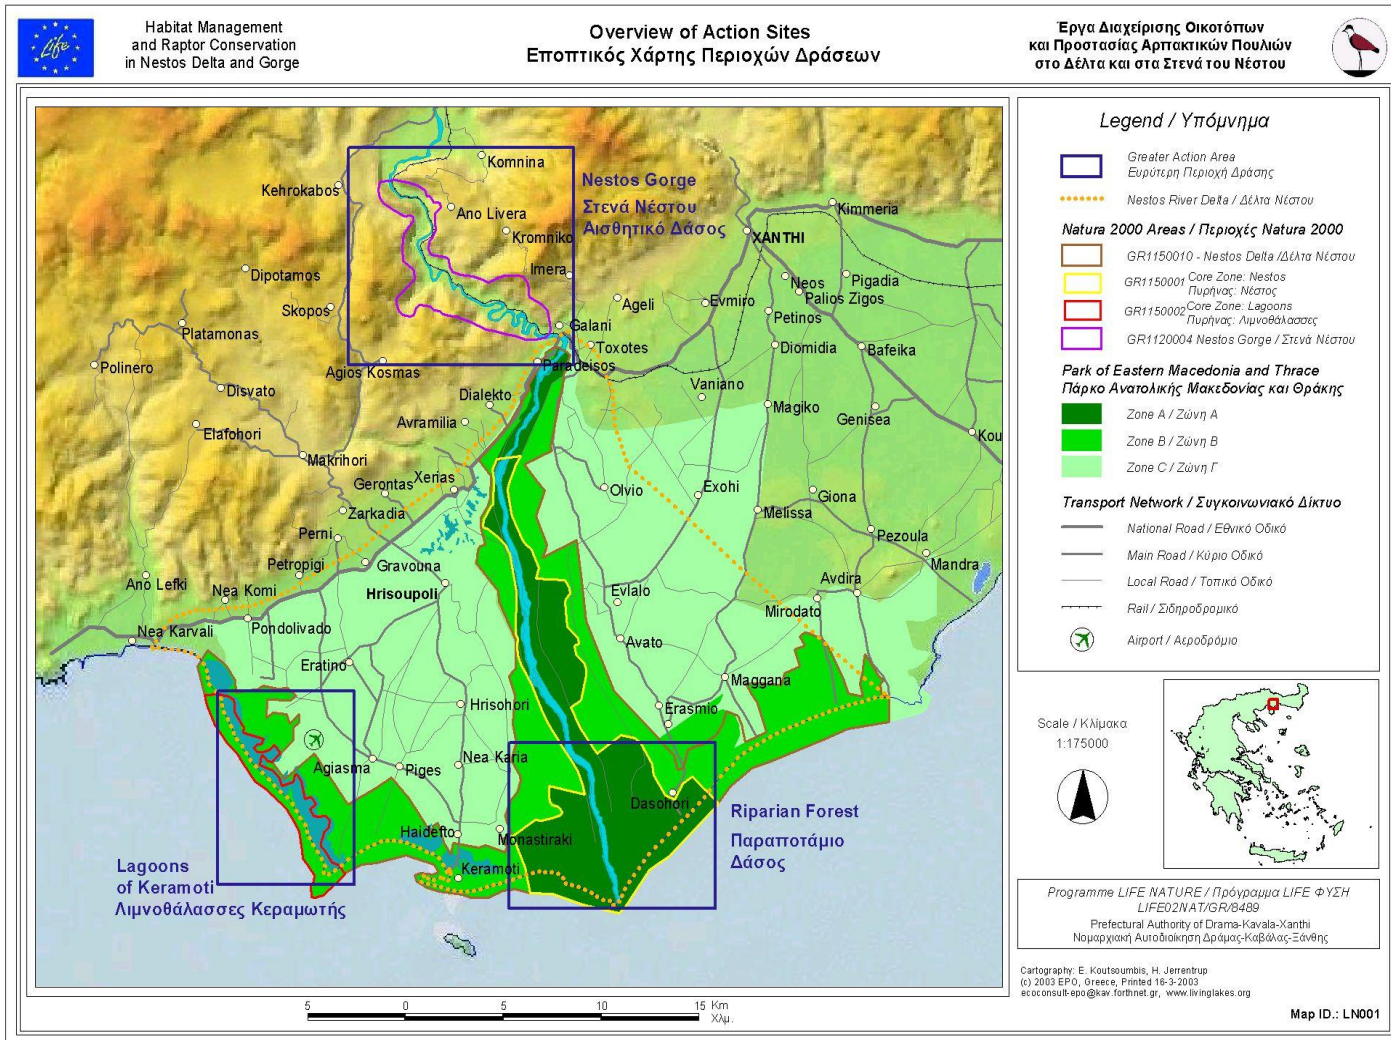 Life
Habitat Management
and Raptor Conservation
in Nestos Delta and Gorge
Overview of Action Sites
Εποπτικός Χάρτης Περιοχών Δράσεων
Έργα Διαχείρισης Οικοτόπων
και Προστασίας Αρπακτικών Πουλιών
στο Δέλτα και στα Στενά του Νέστου
Komnina
Kehrokabos
Nestos Gorge
Στενά Νέστου
Αισθητικό Δάσος
Ano Livera
Kromniko
Kimmeria
XANTHI
Dipotamos
Imera
Neos
Pigadia
Palios Zigos
Skopos
Ageli
Evmiro
Petinos
Platamonas
Galani
Toxotes
Diomidia
Bafeika
Polinero
Agios Kosmas
Paradeisos
Disvato
Vaniano
Dialekto
Magiko
Genisea
Avramilia
Elafohori
Kou
Makrihori
Gerontas
Xerias
Olvio
Exohi
Giona
Zarkadia
Melissa
Perni
Pezoula
Petropigi
Gravouna
Mandra
Ano Lefki
Nea Komi
Hrisoupoli
Evlalo
Avdira
Mirodato
Nea Karvali
Pondolivado
Avato
Eratino
Maggana
Hrisohori
Erasmio
Agiasma
Piges
Nea Karia
Dasohori
Riparian Forest
Παραποτάμιο
Δάσος
Haidefto
Monastiraki
Keramoti
Lagoons
of Keramoti
Λιμνοθάλασσες Κεραμωτής
5 0 5 10 15 Km
Χλμ.
Legend / Υπόμνημα
Greater Action Area
Ευρύτερη Περιοχή Δράσης
Nestos River Delta / Δέλτα Νέστου
Natura 2000 Areas / Περιοχές Natura 2000
GR1150010 - Nestos Delta /Δέλτα Νέστου
GR1150001 Core Zone: Nestos
Πυρήνας: Νέστος
GR1150002 Core Zone: Lagoons
Πυρήνας: Λιμνοθάλασσες
GR1120004 Nestos Gorge / Στενά Νέστου
Park of Eastern Macedonia and Thrace
Πάρκο Ανατολικής Μακεδονίας και Θράκης
Zone A / Ζώνη Α
Zone B / Ζώνη Β
Zone C / Ζώνη Γ
Transport Network / Συγκοινωνιακό Δίκτυο
National Road / Εθνικό Οδικό
Main Road / Κύριο Οδικό
Local Road / Τοπικό Οδικό
Rail / Σιδηροδρομικό
Airport / Αεροδρόμιο
Scale / Κλίμακα
1:175000
Programme LIFE NATURE / Πρόγραμμα LIFE ΦΥΣΗ
LIFE02NAT/GR/8489
Prefectural Authority of Drama-Kavala-Xanthi
Νομαρχιακή Αυτοδιοίκηση Δράμας-Καβάλας-Ξάνθης
Cartography: E. Koutsoumbis, H. Jerrentrup
(c) 2003 EPO, Greece, Printed 16-3-2003
ecoconsult-epo@kav.forthnet.gr, www.livinglakes.org
Map ID.: LN001